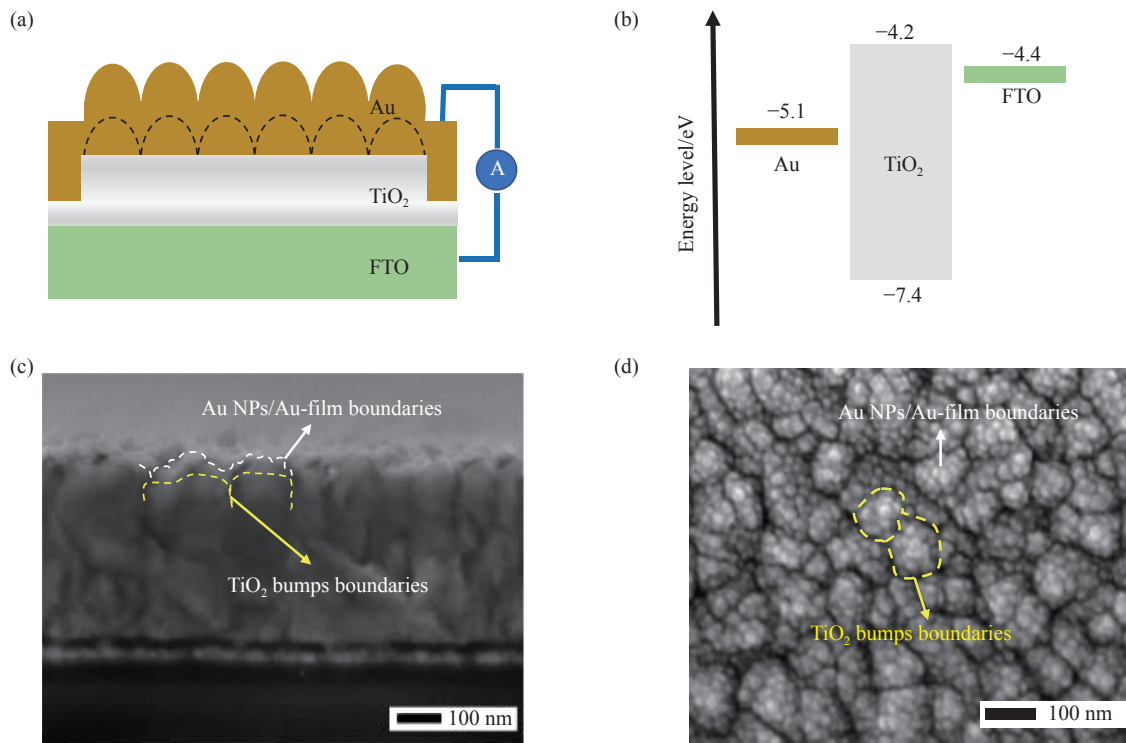 (a)
Au
A
TiO₂
FTO
(b)
Energy level/eV
−5.1
Au
−4.2
TiO₂
−7.4
−4.4
FTO
(c)
Au NPs/Au-film boundaries
TiO₂ bumps boundaries
100 nm
(d)
Au NPs/Au-film boundaries
TiO₂ bumps boundaries
100 nm